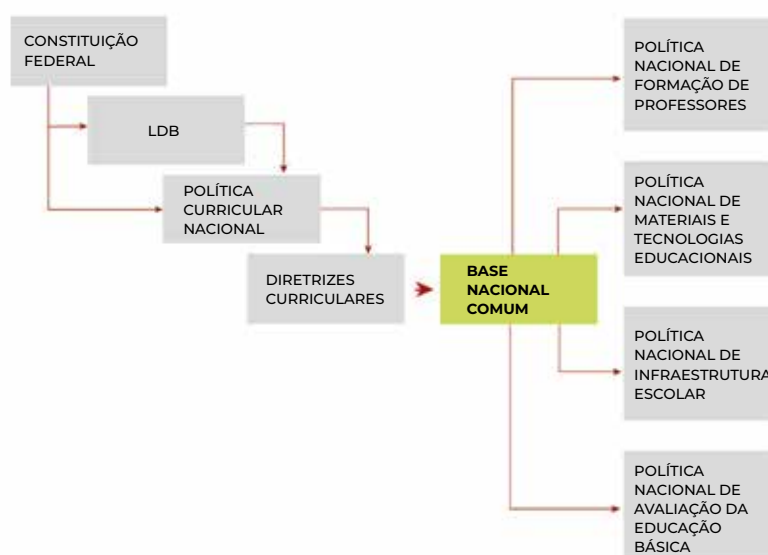 CONSTITUIÇÃO
FEDERAL
LDB
POLÍTICA
CURRICULAR
NACIONAL
DIRETRIZES
CURRICULARES
BASE
NACIONAL
COMUM
POLÍTICA
NACIONAL DE
FORMAÇÃO DE
PROFESSORES
POLÍTICA
NACIONAL DE
MATERIAIS E
TECNOLOGIAS
EDUCACIONAIS
POLÍTICA
NACIONAL DE
INFRAESTRUTURA
ESCOLAR
POLÍTICA
NACIONAL DE
AVALIAÇÃO DA
EDUCAÇÃO
BÁSICA